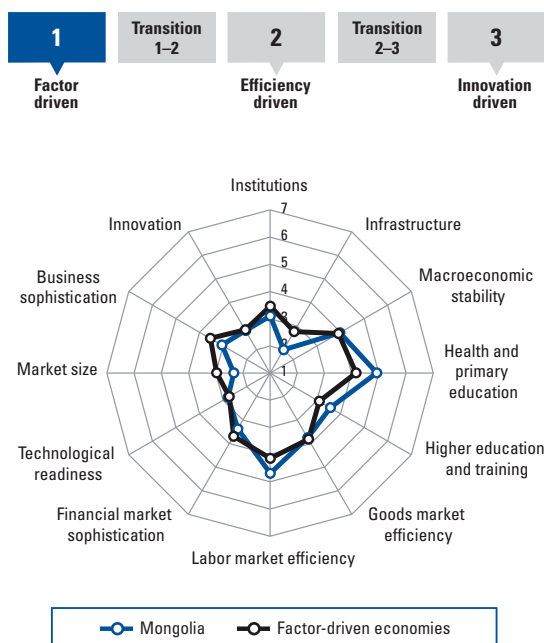 1
Transition
1–2
2
Transition
2–3
3
Factor
driven
Efficiency
driven
Innovation
driven
Institutions
7
6
5
4
3
2
1
Infrastructure
Macroeconomic
stability
Health and
primary
education
Higher education
and training
Goods market
efficiency
Labor market efficiency
Financial market
sophistication
Technological
readiness
Market size
Business
sophistication
Innovation
Mongolia
Factor-driven economies